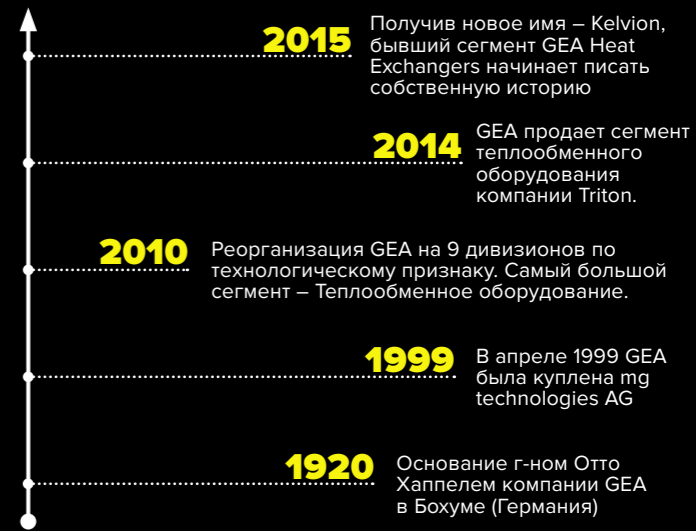 2015
Получив новое имя – Kelvion,
бывший сегмент GEA Heat
Exchangers начинает писать
собственную историю
2014
GEA продает сегмент
теплообменного
оборудования
компании Triton.
2010
Реорганизация GEA на 9 дивизионов по
технологическому признаку. Самый большой
сегмент – Теплообменное оборудование.
1999
В апреле 1999 GEA
была куплена mg
technologies AG
1920
Основание г-ном Отто
Хаппелем компании GEA
в Бохуме (Германия)